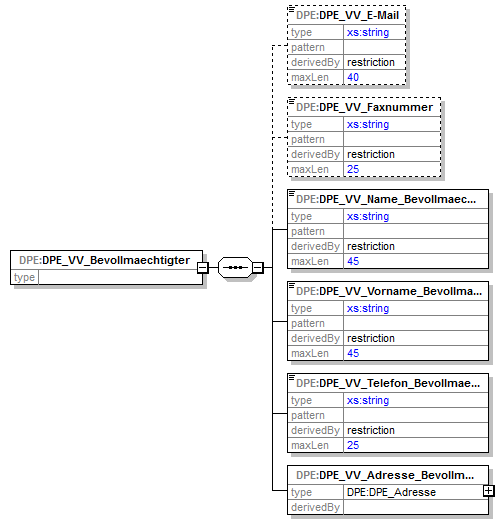 DPE:DPE_VV_E-Mail
type xs:string
pattern
derivedBy restriction
maxLen 40
DPE:DPE_VV_Faxnummer
type xs:string
pattern
derivedBy restriction
maxLen 25
DPE:DPE_VV_Name_Bevollmaec...
type xs:string
pattern
derivedBy restriction
maxLen 45
DPE:DPE_VV_Bevollmaechtigter
type
DPE:DPE_VV_Vorname_Bevollma...
type xs:string
pattern
derivedBy restriction
maxLen 45
DPE:DPE_VV_Telefon_Bevollmae...
type xs:string
pattern
derivedBy restriction
maxLen 25
DPE:DPE_VV_Adresse_Bevollm...
type DPE:DPE_Adresse
derivedBy